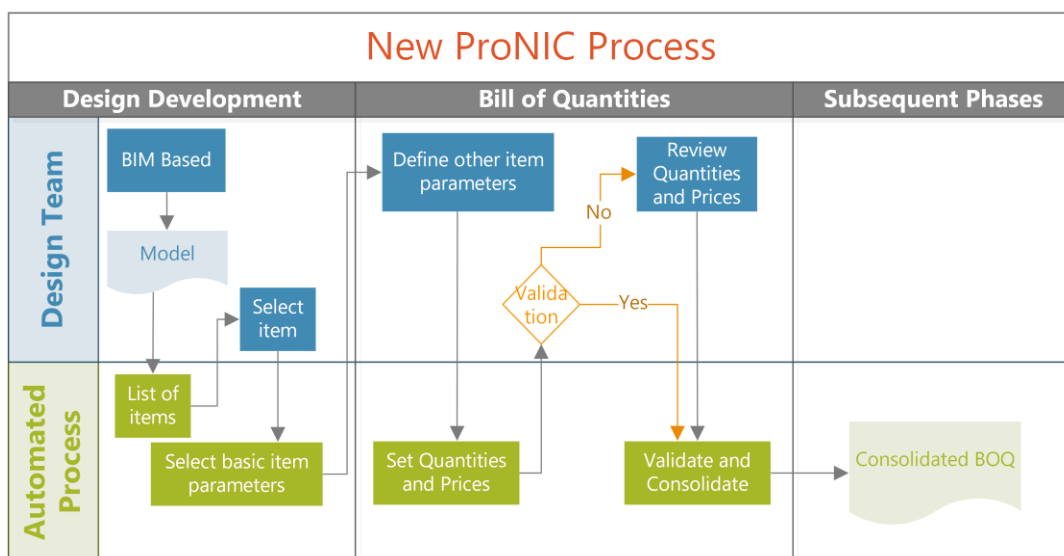 New ProNIC Process
Design Development
Bill of Quantities
Subsequent Phases
Design Team
BIM Based
Model
Select
item
Define other item
parameters
Review
Quantities
and Prices
No
Valida
tion
Yes
Automated
Process
List of
items
Select basic item
parameters
Set Quantities
and Prices
Validate and
Consolidate
Consolidated BOQ